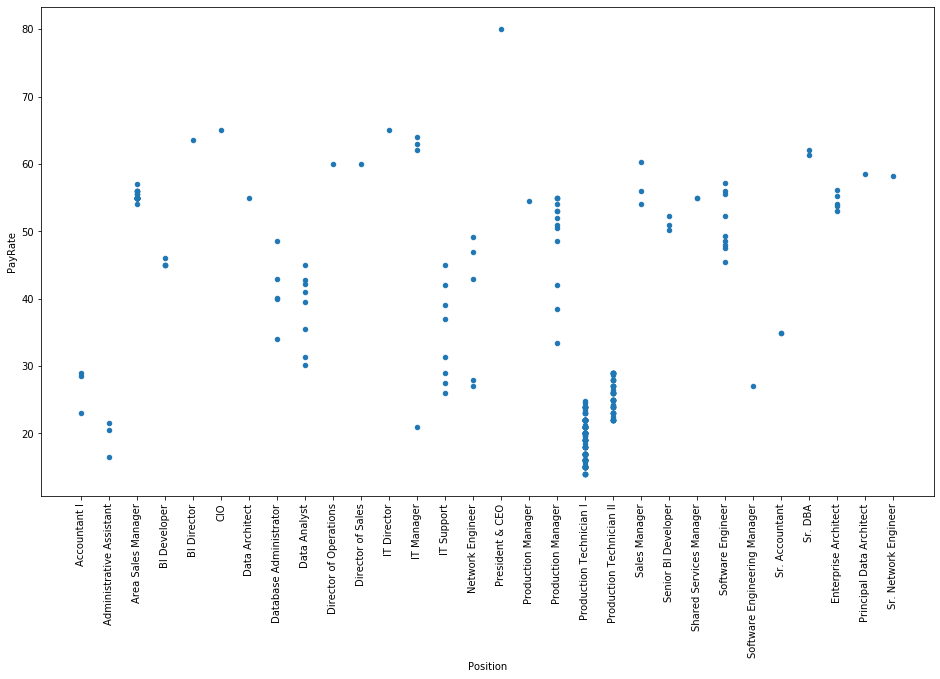 80
70
60
50
40
30
20
PayRate
Accountant I
Administrative Assistant
Area Sales Manager
BI Developer
BI Director
CIO
Data Architect
Database Administrator
Data Analyst
Director of Operations
Director of Sales
IT Director
IT Manager
IT Support
Network Engineer
President & CEO
Production Manager
Production Manager
Production Technician I
Production Technician II
Sales Manager
Senior BI Developer
Shared Services Manager
Software Engineer
Software Engineering Manager
Sr. Accountant
Sr. DBA
Enterprise Architect
Principal Data Architect
Sr. Network Engineer
Position